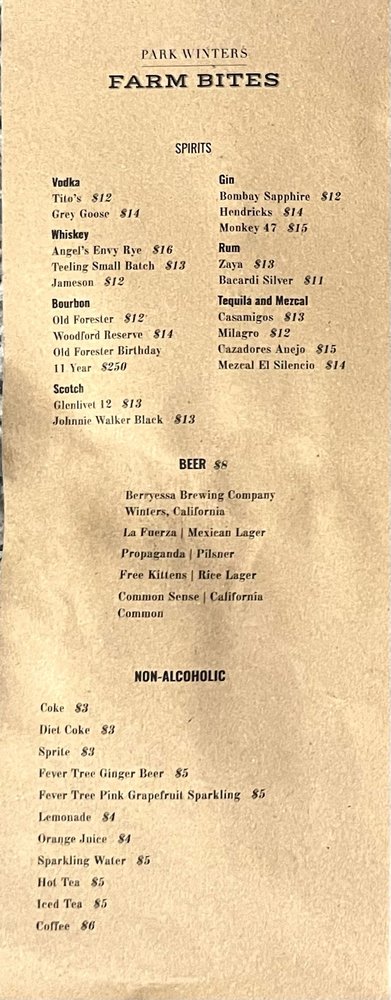 PARK WINTERS
FARM BITES
SPIRITS
Vodka
Tito's $12
Grey Goose $14
Whiskey
Angel's Envy Rye $16
Teeling Small Batch $13
Jameson $12
Bourbon
Old Forester $12
Woodford Reserve $14
Old Forester Birthday
11 Year $250
Scotch
Glenlivet 12 $13
Johnnie Walker Black $13
Gin
Bombay Sapphire $12
Hendricks $14
Monkey 47 $15
Rum
Zaya $13
Bacardi Silver $11
Tequila and Mezcal
Casamigos $13
Milagro $12
Cazadores Anejo $15
Mezcal El Silencio $14
BEER $8
Berryessa Brewing Company
Winters, California
La Fuerza | Mexican Lager
Propaganda | Pilsner
Free Kittens | Rice Lager
Common Sense | California
Common
NON-ALCOHOLIC
Coke $3
Diet Coke $3
Sprite $3
Fever Tree Ginger Beer $5
Fever Tree Pink Grapefruit Sparkling $5
Lemonade $4
Orange Juice $4
Sparkling Water $5
Hot Tea $5
Iced Tea $5
Coffee $6